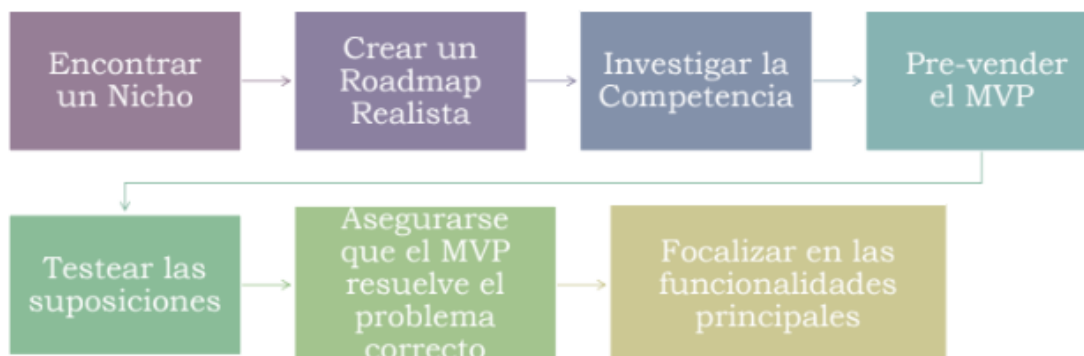 Encontrar
un Nicho
Crear un
Roadmap
Realista
Investigar la
Competencia
Pre-vender
el MVP
Testear las
suposiciones
Asegurarse
que el MVP
resuelve el
problema
correcto
Focalizar en las
funcionalidades
principales